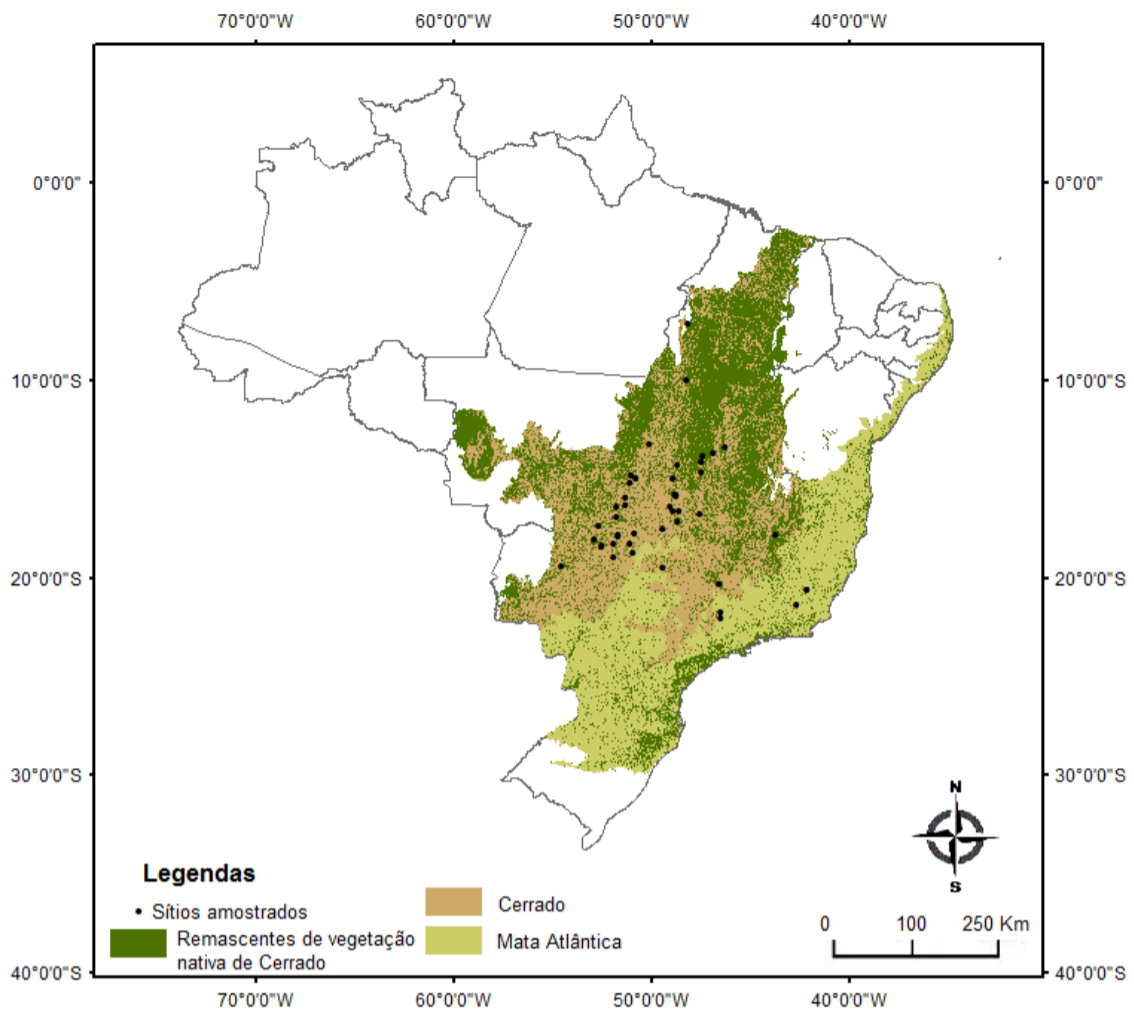 70°0'0"W 60°0'0"W 50°0'0"W 40°0'0"W
0°0'0" 0°0'0"
10°0'0"S 10°0'0"S
20°0'0"S 20°0'0"S
30°0'0"S 30°0'0"S
N
S
Legendas
Sítios amostrados
Remascentes de vegetação
nativa de Cerrado
Cerrado
Mata Atlântica
0 100 250 Km
40°0'0"S 40°0'0"S
70°0'0"W 60°0'0"W 50°0'0"W 40°0'0"W